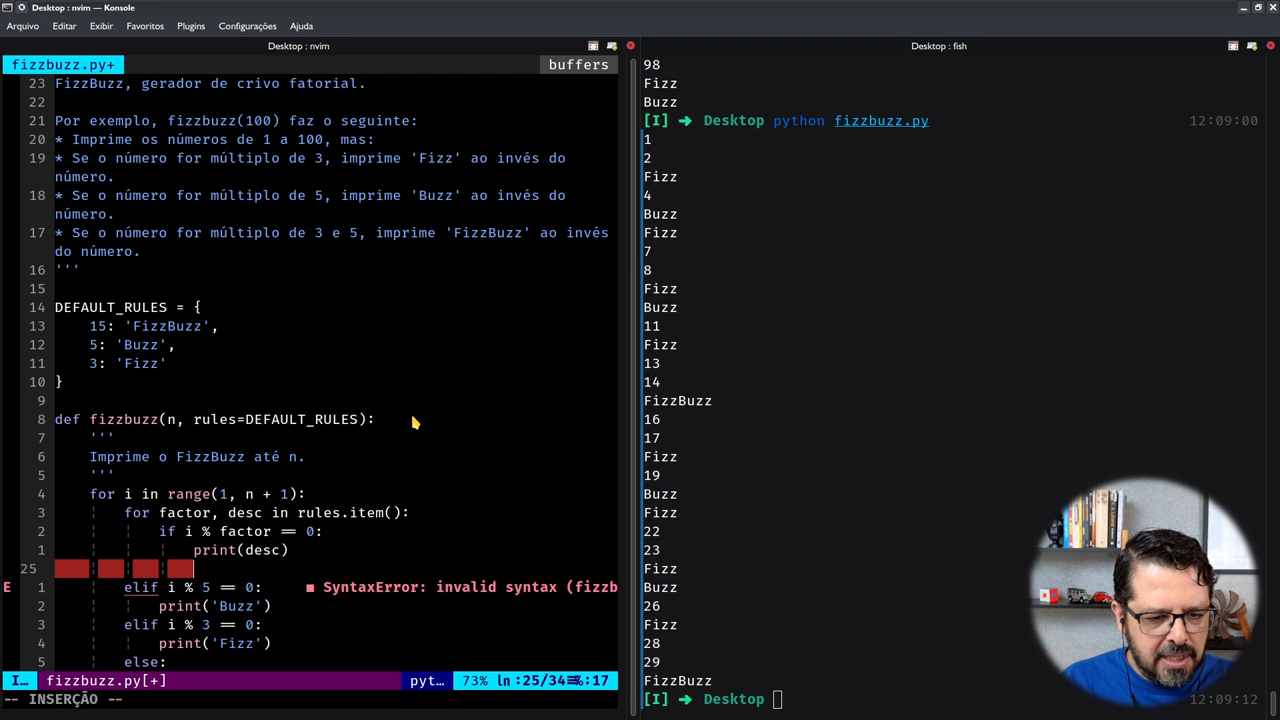 Desktop : nvim — Konsole
Arquivo Editar Exibir Favoritos Plugins Configurações Ajuda
Desktop : nvim
Desktop : fish
fizzbuzz.py+
buffers
23 FizzBuzz, gerador de crivo fatorial.
22
21 Por exemplo, fizzbuzz(100) faz o seguinte:
20 * Imprime os números de 1 a 100, mas:
19 * Se o número for múltiplo de 3, imprime 'Fizz' ao invés do
número.
18 * Se o número for múltiplo de 5, imprime 'Buzz' ao invés do
número.
17 * Se o número for múltiplo de 3 e 5, imprime 'FizzBuzz' ao invés
do número.
16 '''
15
14 DEFAULT_RULES = {
13 15: 'FizzBuzz',
12 5: 'Buzz',
11 3: 'Fizz'
10 }
9
8 def fizzbuzz(n, rules=DEFAULT_RULES):
7 '''
6 Imprime o FizzBuzz até n.
5 '''
4 for i in range(1, n + 1):
3 for factor, desc in rules.item():
2 if i % factor == 0:
1 print(desc)
25
E 1 elif i % 5 == 0: ■ SyntaxError: invalid syntax (fizzb
2 print('Buzz')
3 elif i % 3 == 0:
4 print('Fizz')
5 else:
I… fizzbuzz.py[+] pyt… 73% ln:25/34≡%:17
-- INSERÇÃO --
98
Fizz
Buzz
[I] ➜ Desktop python fizzbuzz.py 12:09:00
1
2
Fizz
4
Buzz
Fizz
7
8
Fizz
Buzz
11
Fizz
13
14
FizzBuzz
16
17
Fizz
19
Buzz
Fizz
22
23
Fizz
Buzz
26
Fizz
28
29
FizzBuzz
[I] ➜ Desktop 12:09:12